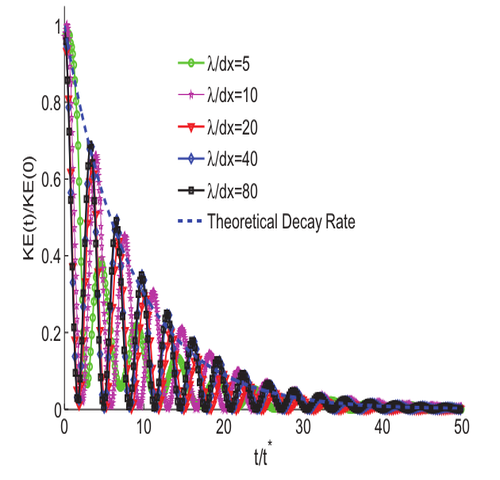 KE(t)/KE(0)
1
0.8
0.6
0.4
0.2
0
λ/dx=5
λ/dx=10
λ/dx=20
λ/dx=40
λ/dx=80
Theoretical Decay Rate
0 10 20 30 40 50
t/t*